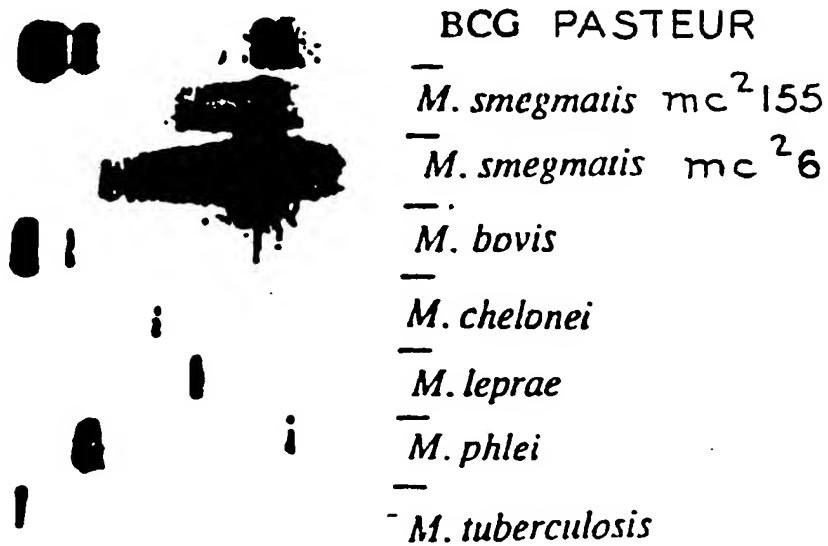 BCG PASTEUR
M. smegmatis mc²155
M. smegmatis mc²6
M. bovis
M. chelonei
M. leprae
M. phlei
M. tuberculosis